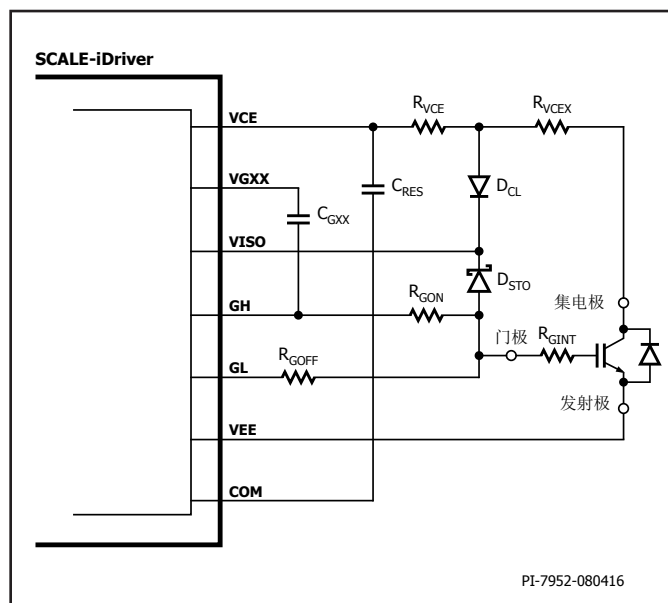 SCALE-iDriver
VCE
RVCE
RVCEX
VGXX
CGXX
CRES
DCL
VISO
DSTO
GH
RGON
集电极
门极
RGINT
GL
RGOFF
发射极
VEE
COM
PI-7952-080416